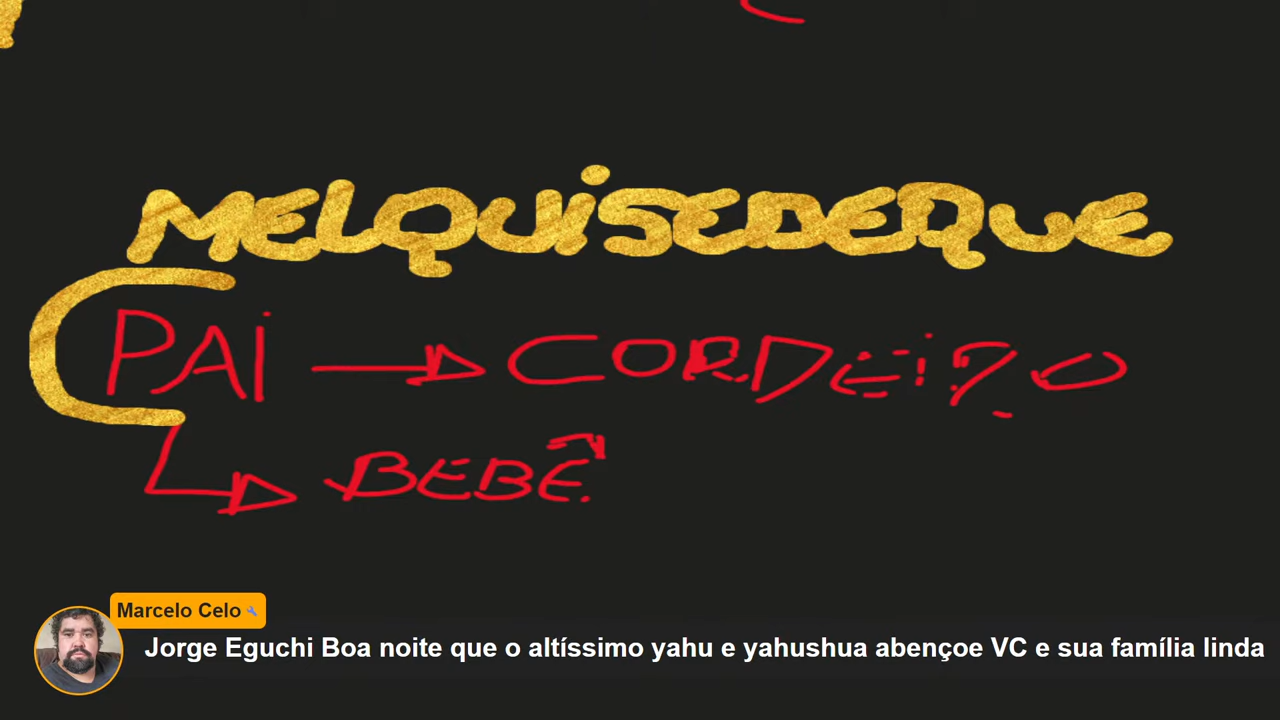 MELQUiSEDEQUE
PAi CORDEiRO
BEBÊ
Marcelo Celo
Jorge Eguchi Boa noite que o altíssimo yahu e yahushua abençoe VC e sua família linda